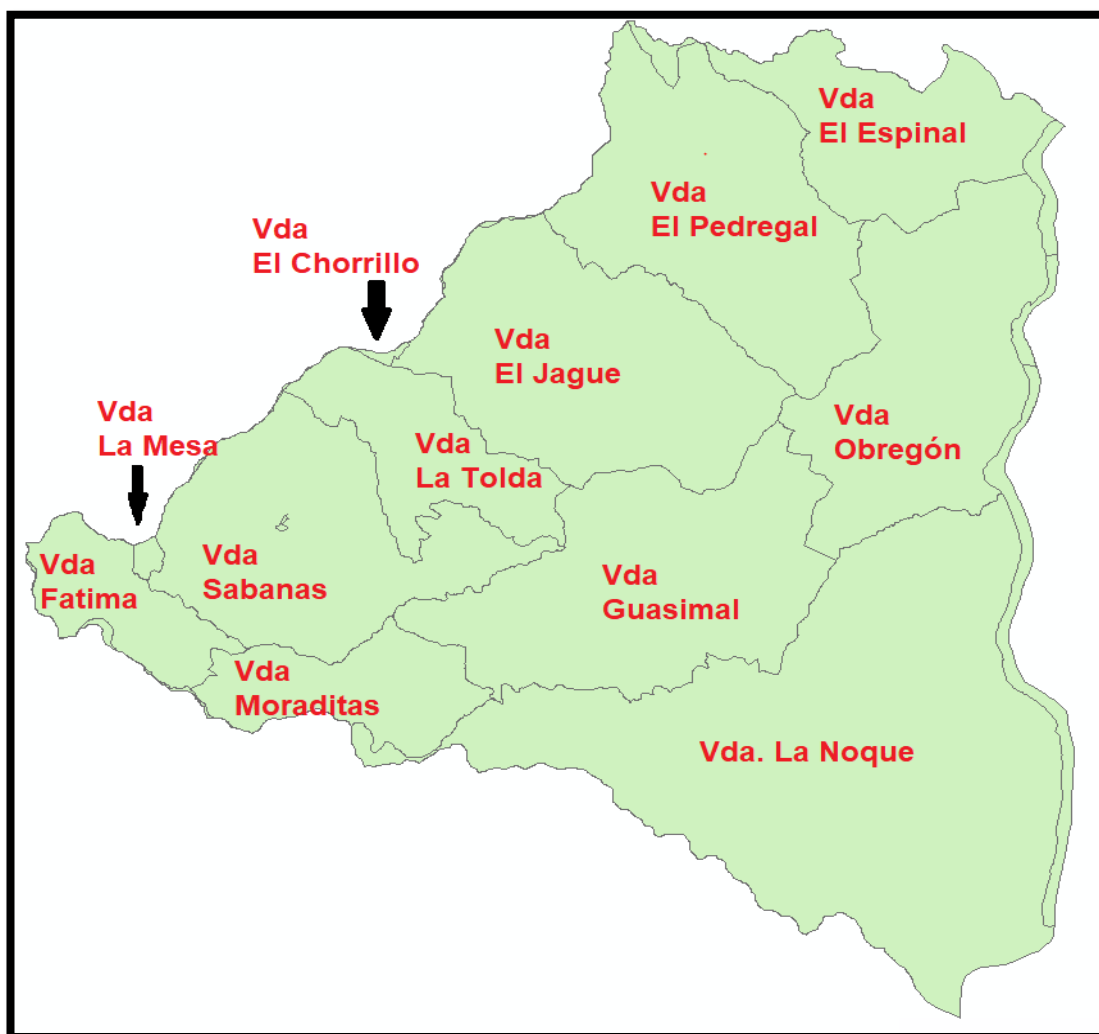 Vda
El Espinal
Vda
El Pedregal
Vda
El Chorrillo
Vda
El Jague
Vda
La Mesa
Vda
La Tolda
Vda
Obregón
Vda
Fatima
Vda
Sabanas
Vda
Guasimal
Vda
Moraditas
Vda. La Noque